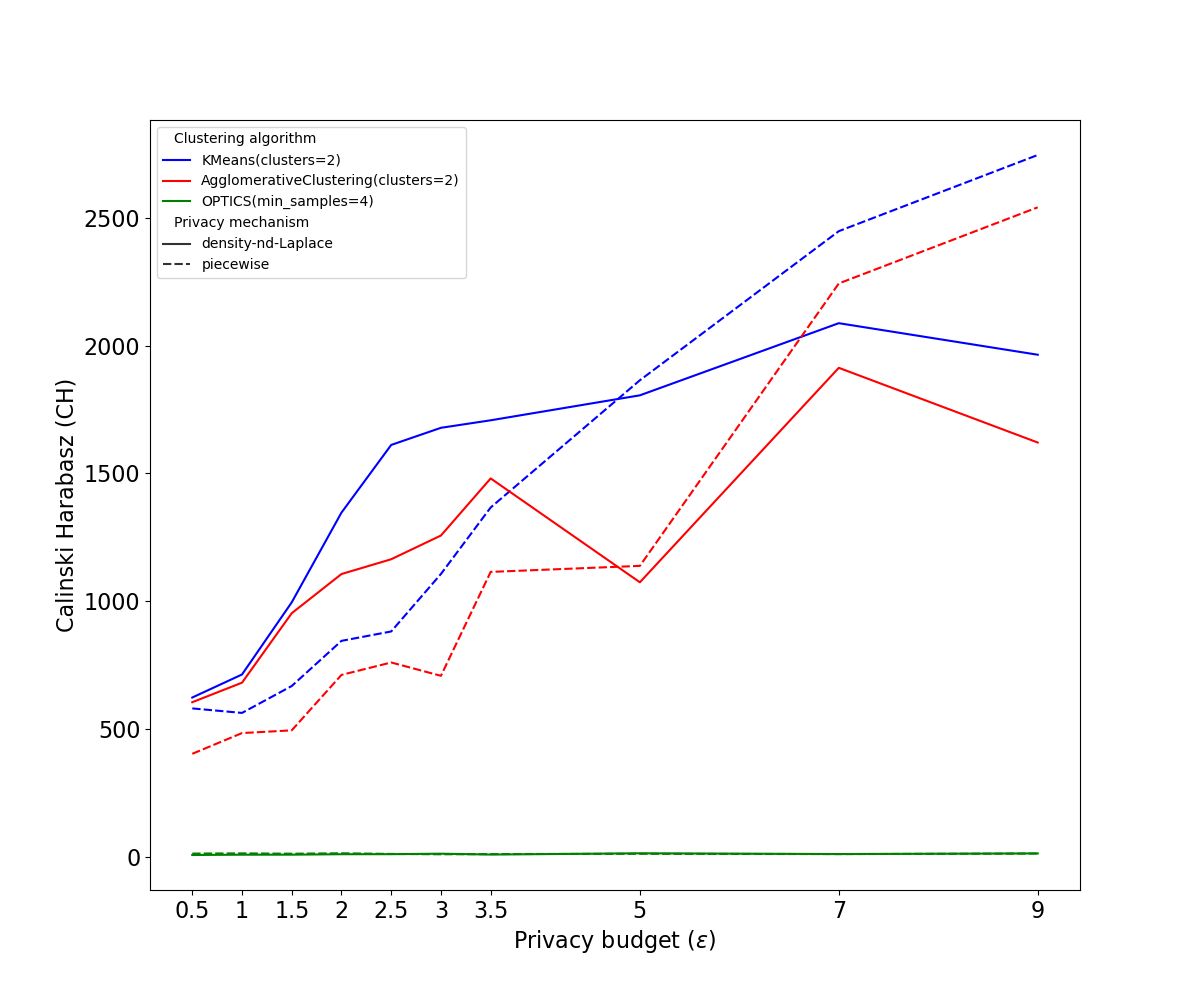 Clustering algorithm
KMeans(clusters=2)
AgglomerativeClustering(clusters=2)
OPTICS(min_samples=4)
Privacy mechanism
density-nd-Laplace
piecewise
Calinski Harabasz (CH)
2500
2000
1500
1000
500
0
0.5 1 1.5 2 2.5 3 3.5 5 7 9
Privacy budget (ε)